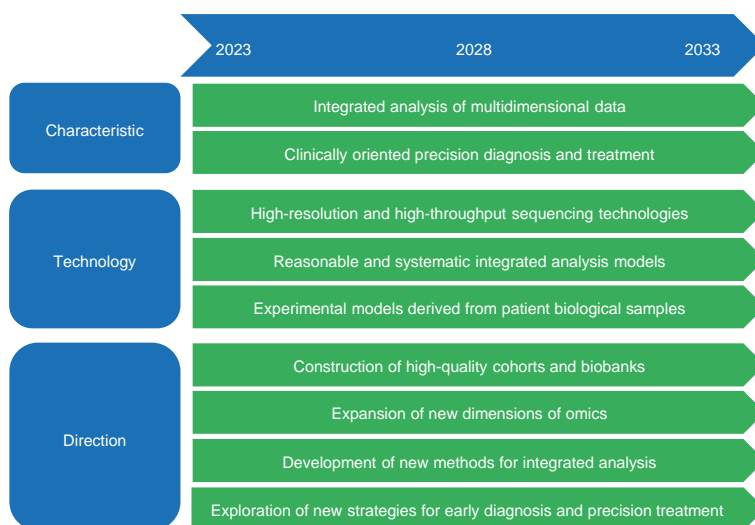 2023 2028 2033
Characteristic
Integrated analysis of multidimensional data
Clinically oriented precision diagnosis and treatment
Technology
High-resolution and high-throughput sequencing technologies
Reasonable and systematic integrated analysis models
Experimental models derived from patient biological samples
Direction
Construction of high-quality cohorts and biobanks
Expansion of new dimensions of omics
Development of new methods for integrated analysis
Exploration of new strategies for early diagnosis and precision treatment